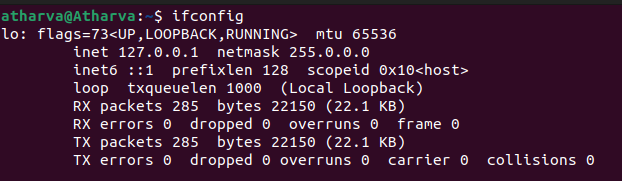 atharva@Atharva:~$ ifconfig
lo: flags=73<UP,LOOPBACK,RUNNING>  mtu 65536
        inet 127.0.0.1  netmask 255.0.0.0
        inet6 ::1  prefixlen 128  scopeid 0x10<host>
        loop  txqueuelen 1000  (Local Loopback)
        RX packets 285  bytes 22150 (22.1 KB)
        RX errors 0  dropped 0  overruns 0  frame 0
        TX packets 285  bytes 22150 (22.1 KB)
        TX errors 0  dropped 0 overruns 0  carrier 0  collisions 0